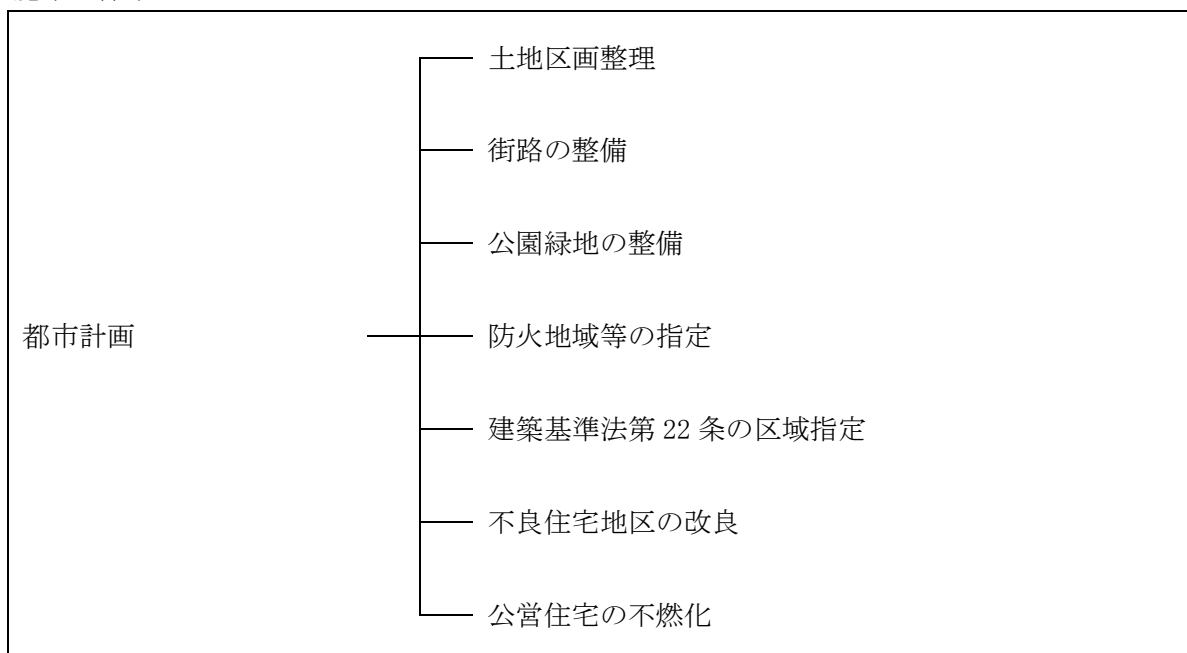 土地区画整理
街路の整備
公園緑地の整備
都市計画
防火地域等の指定
建築基準法第 22 条の区域指定
不良住宅地区の改良
公営住宅の不燃化